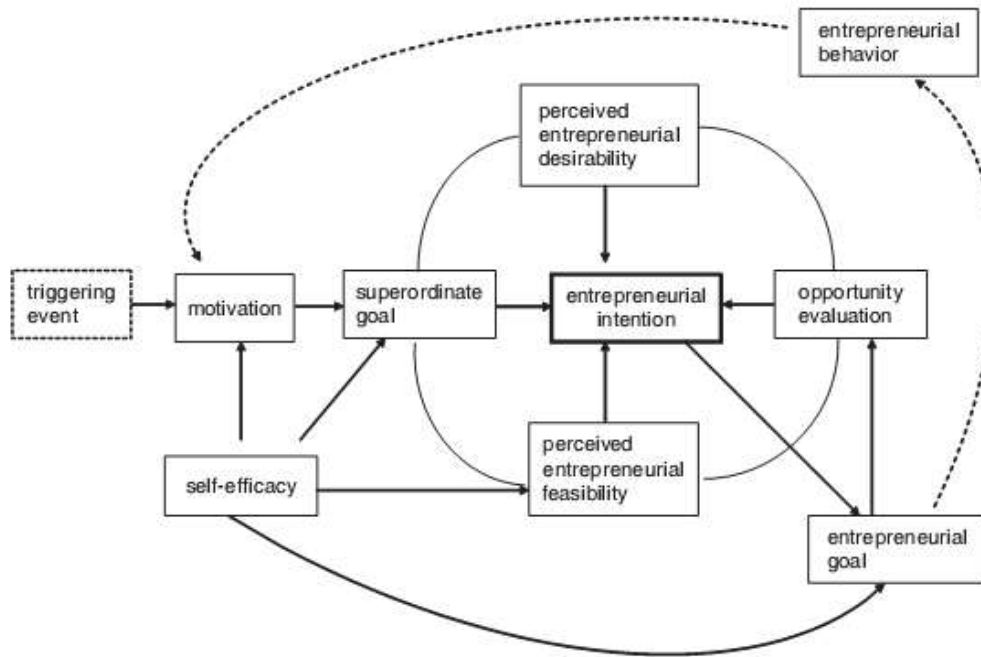 entrepreneurial
behavior
perceived
entrepreneurial
desirability
triggering
event
motivation
superordinate
goal
entrepreneurial
intention
opportunity
evaluation
self-efficacy
perceived
entrepreneurial
feasibility
entrepreneurial
goal